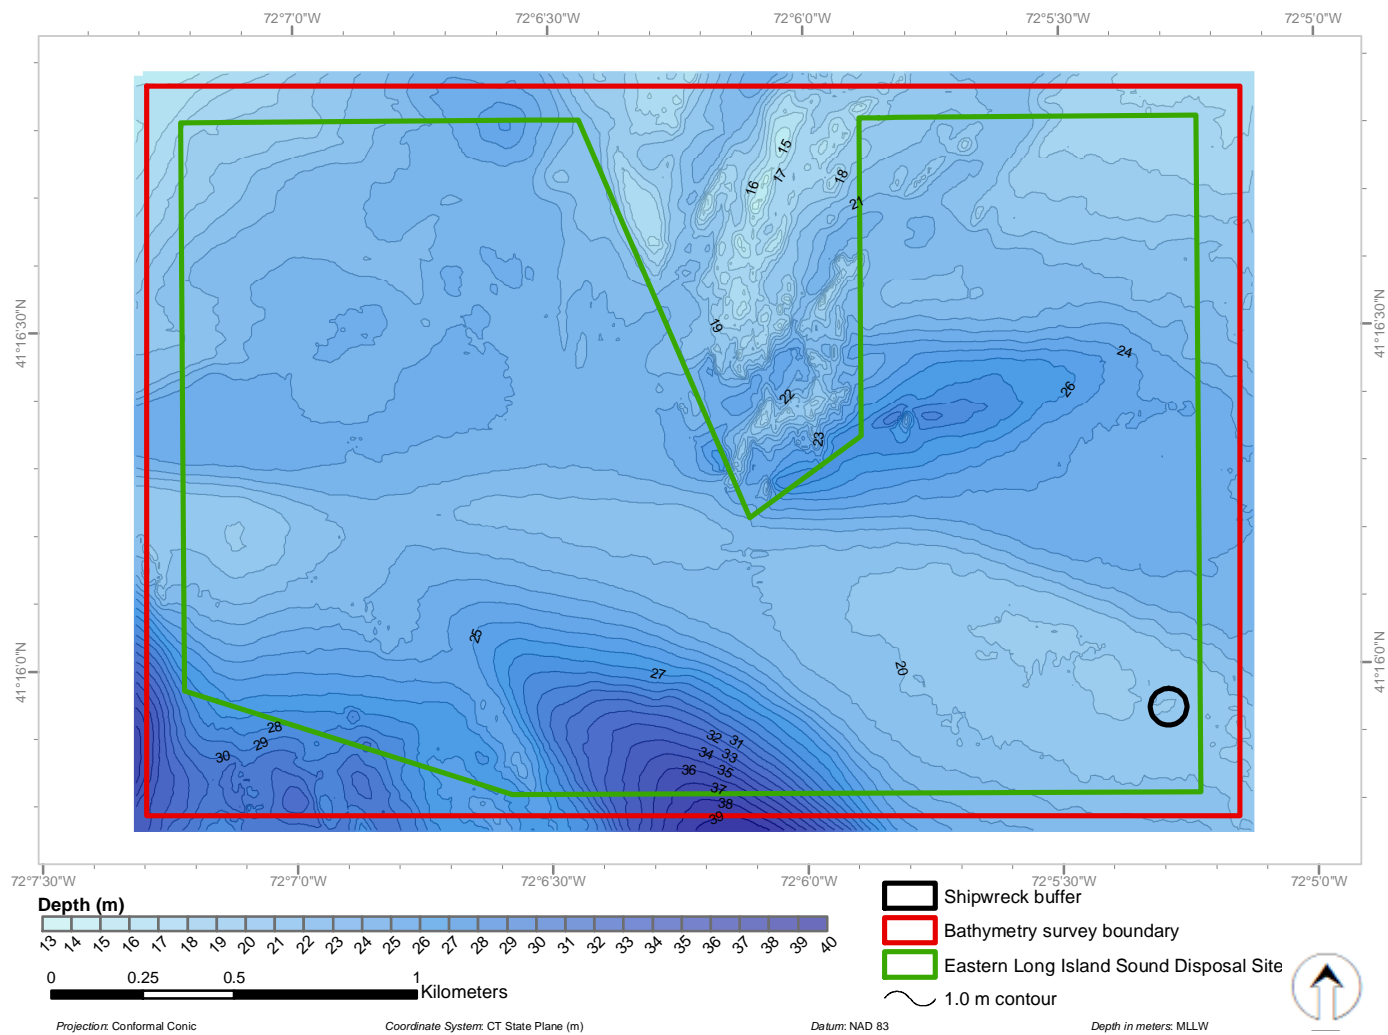 72°7'0"W 72°6'30"W 72°6'0"W 72°5'30"W 72°5'0"W
15
16 17 18
21
41°16'30"N 41°16'30"N
19
24
26
22
23
25
20
27
41°16'0"N 41°16'0"N
28
29
30
32 31
34 33
36 35
37
38
39
72°7'30"W 72°7'0"W 72°6'30"W 72°6'0"W 72°5'30"W 72°5'0"W
Depth (m)
13 14 15 16 17 18 19 20 21 22 23 24 25 26 27 28 29 30 31 32 33 34 35 36 37 38 39 40
0 0.25 0.5 1
Kilometers
Shipwreck buffer
Bathymetry survey boundary
Eastern Long Island Sound Disposal Site
1.0 m contour
Projection: Conformal Conic Coordinate System: CT State Plane (m) Datum: NAD 83 Depth in meters: MLLW